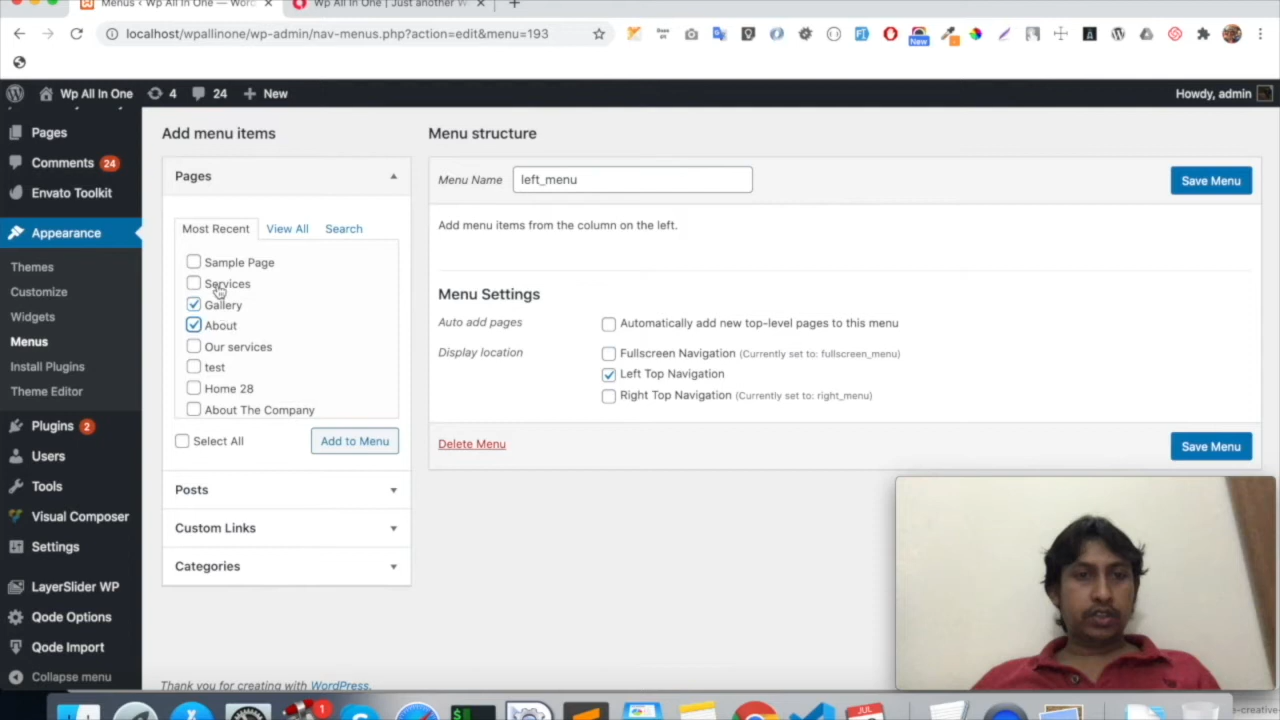 Menus ‹ Wp All In One — Worc
Wp All In One | Just another W
localhost/wpallinone/wp-admin/nav-menus.php?action=edit&menu=193
New
Wp All In One
4
24
New
Howdy, admin
Pages
Comments 24
Envato Toolkit
Appearance
Themes
Customize
Widgets
Menus
Install Plugins
Theme Editor
Plugins 2
Users
Tools
Visual Composer
Settings
LayerSlider WP
Qode Options
Qode Import
Collapse menu
Add menu items
Pages
Most Recent
View All
Search
Sample Page
Services
Gallery
About
Our services
test
Home 28
About The Company
Select All
Add to Menu
Posts
Custom Links
Categories
Menu structure
Menu Name
left_menu
Save Menu
Add menu items from the column on the left.
Menu Settings
Auto add pages
Automatically add new top-level pages to this menu
Display location
Fullscreen Navigation (Currently set to: fullscreen_menu)
Left Top Navigation
Right Top Navigation (Currently set to: right_menu)
Delete Menu
Save Menu
Thank you for creating with WordPress.
1
JUL
e-creative-